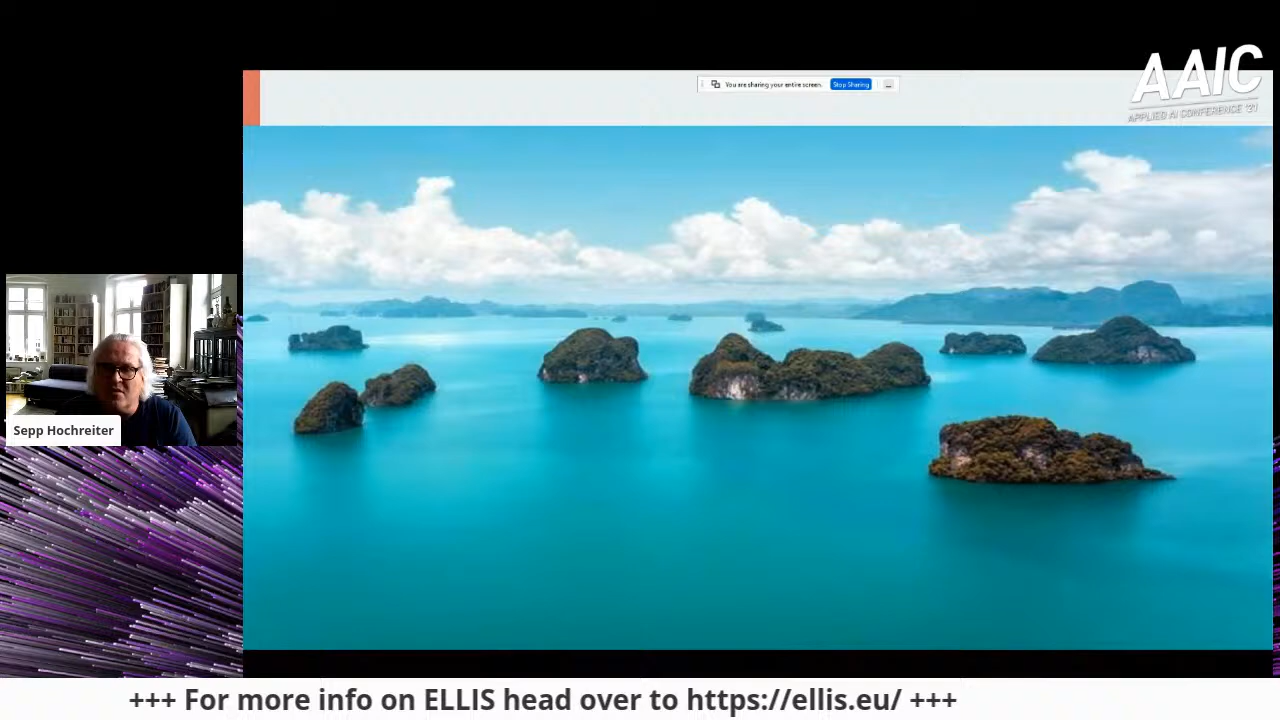 AAIC
APPLIED AI CONFERENCE '21
You are sharing your entire screen.
Stop Sharing
Sepp Hochreiter
+++ For more info on ELLIS head over to https://ellis.eu/ +++